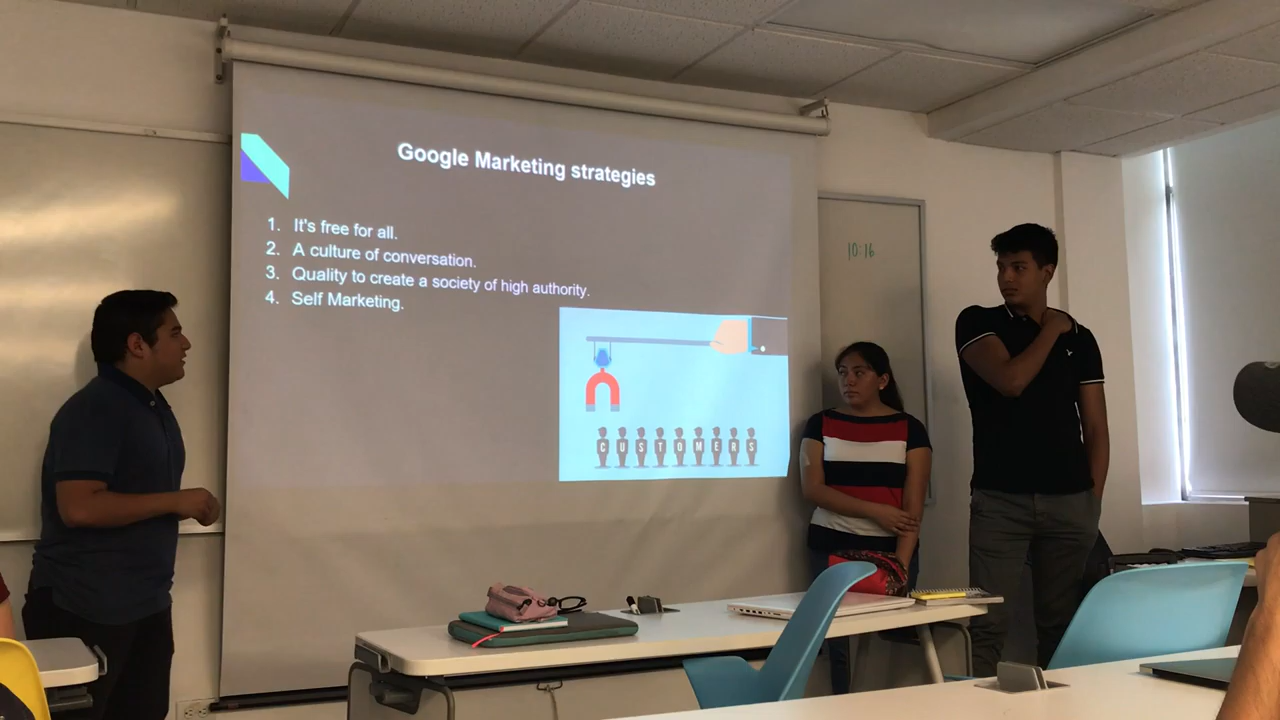 Google Marketing strategies
1. It's free for all.
2. A culture of conversation.
3. Quality to create a society of high authority.
4. Self Marketing.
10:16
CUSTOMERS